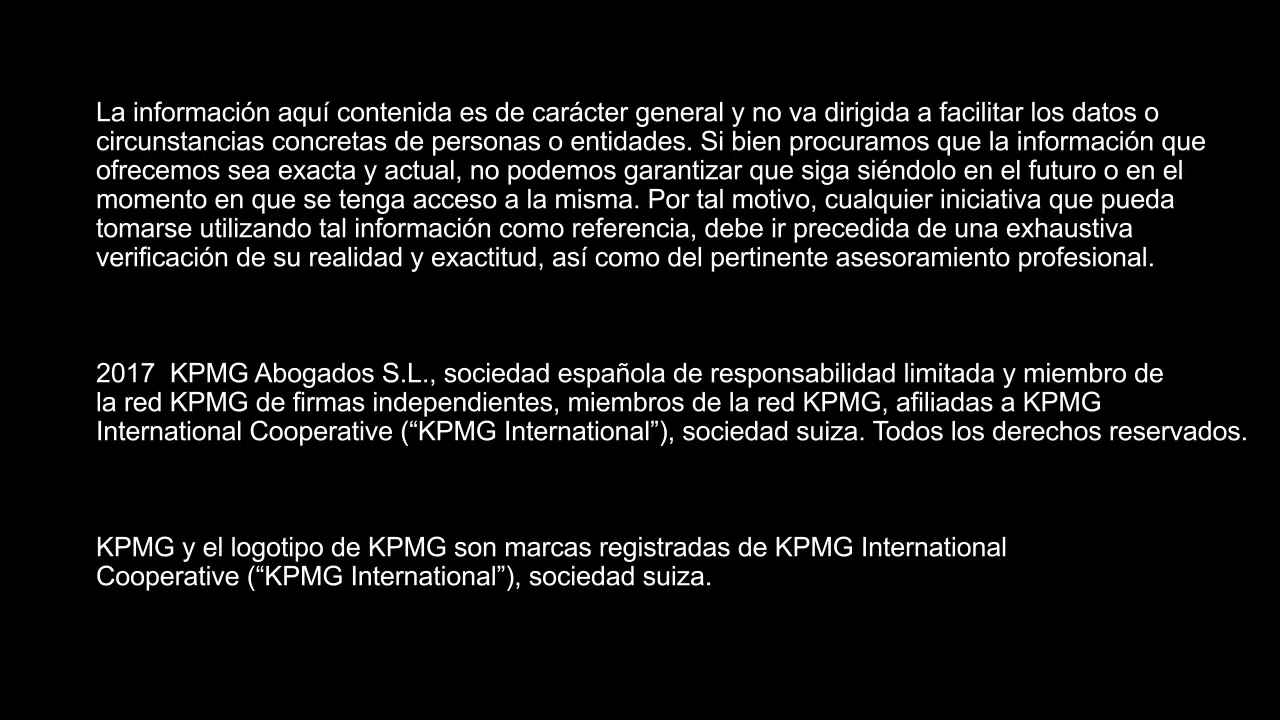 La información aquí contenida es de carácter general y no va dirigida a facilitar los datos o
circunstancias concretas de personas o entidades. Si bien procuramos que la información que
ofrecemos sea exacta y actual, no podemos garantizar que siga siéndolo en el futuro o en el
momento en que se tenga acceso a la misma. Por tal motivo, cualquier iniciativa que pueda
tomarse utilizando tal información como referencia, debe ir precedida de una exhaustiva
verificación de su realidad y exactitud, así como del pertinente asesoramiento profesional.
2017  KPMG Abogados S.L., sociedad española de responsabilidad limitada y miembro de
la red KPMG de firmas independientes, miembros de la red KPMG, afiliadas a KPMG
International Cooperative (“KPMG International”), sociedad suiza. Todos los derechos reservados.
KPMG y el logotipo de KPMG son marcas registradas de KPMG International
Cooperative (“KPMG International”), sociedad suiza.